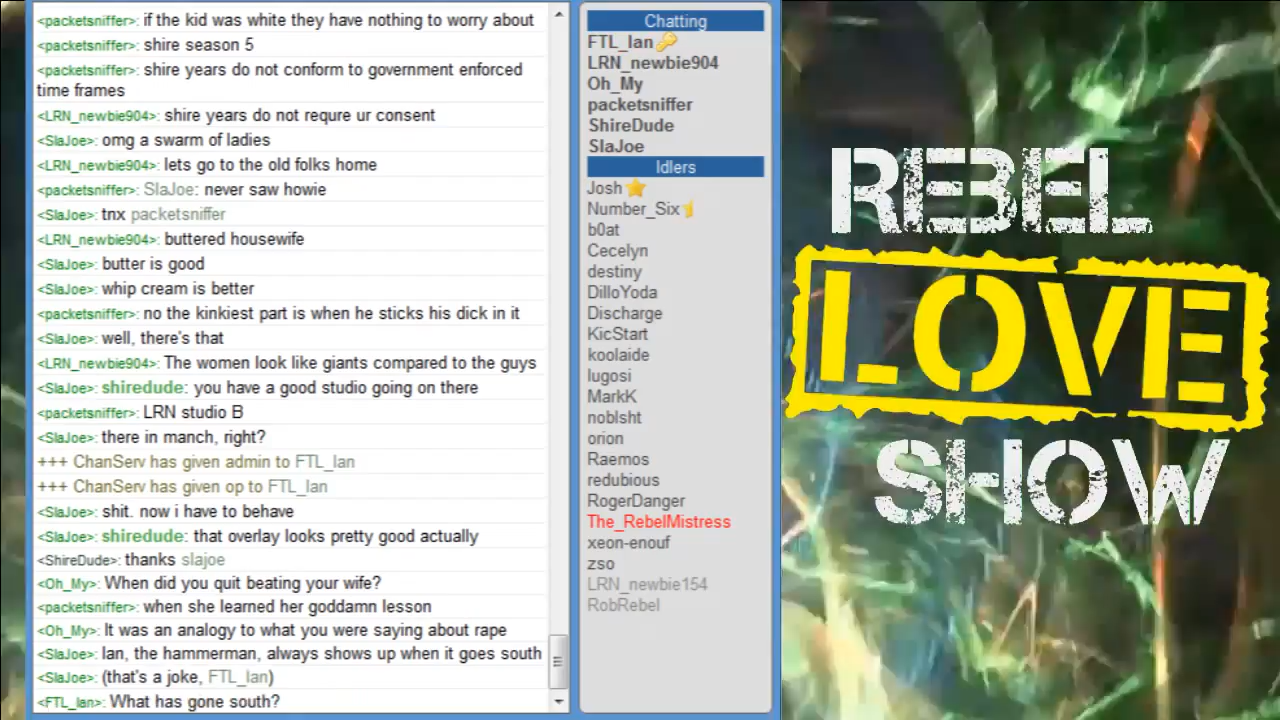 <packetsniffer>: if the kid was white they have nothing to worry about
<packetsniffer>: shire season 5
<packetsniffer>: shire years do not conform to government enforced
time frames
<LRN_newbie904>: shire years do not requre ur consent
<SlaJoe>: omg a swarm of ladies
<LRN_newbie904>: lets go to the old folks home
<packetsniffer>: SlaJoe: never saw howie
<SlaJoe>: tnx packetsniffer
<LRN_newbie904>: buttered housewife
<SlaJoe>: butter is good
<SlaJoe>: whip cream is better
<packetsniffer>: no the kinkiest part is when he sticks his dick in it
<SlaJoe>: well, there's that
<LRN_newbie904>: The women look like giants compared to the guys
<SlaJoe>: shiredude: you have a good studio going on there
<packetsniffer>: LRN studio B
<SlaJoe>: there in manch, right?
+++ ChanServ has given admin to FTL_Ian
+++ ChanServ has given op to FTL_Ian
<SlaJoe>: shit. now i have to behave
<SlaJoe>: shiredude: that overlay looks pretty good actually
<ShireDude>: thanks slajoe
<Oh_My>: When did you quit beating your wife?
<packetsniffer>: when she learned her goddamn lesson
<Oh_My>: It was an analogy to what you were saying about rape
<SlaJoe>: Ian, the hammerman, always shows up when it goes south
<SlaJoe>: (that's a joke, FTL_Ian)
<FTL_Ian>: What has gone south?
Chatting
FTL_Ian
LRN_newbie904
Oh_My
packetsniffer
ShireDude
SlaJoe
Idlers
Josh
Number_Six
b0at
Cecelyn
destiny
DilloYoda
Discharge
KicStart
koolaide
lugosi
MarkK
noblsht
orion
Raemos
redubious
RogerDanger
The_RebelMistress
xeon-enouf
zso
LRN_newbie154
RobRebel
REBEL
LOVE
SHOW